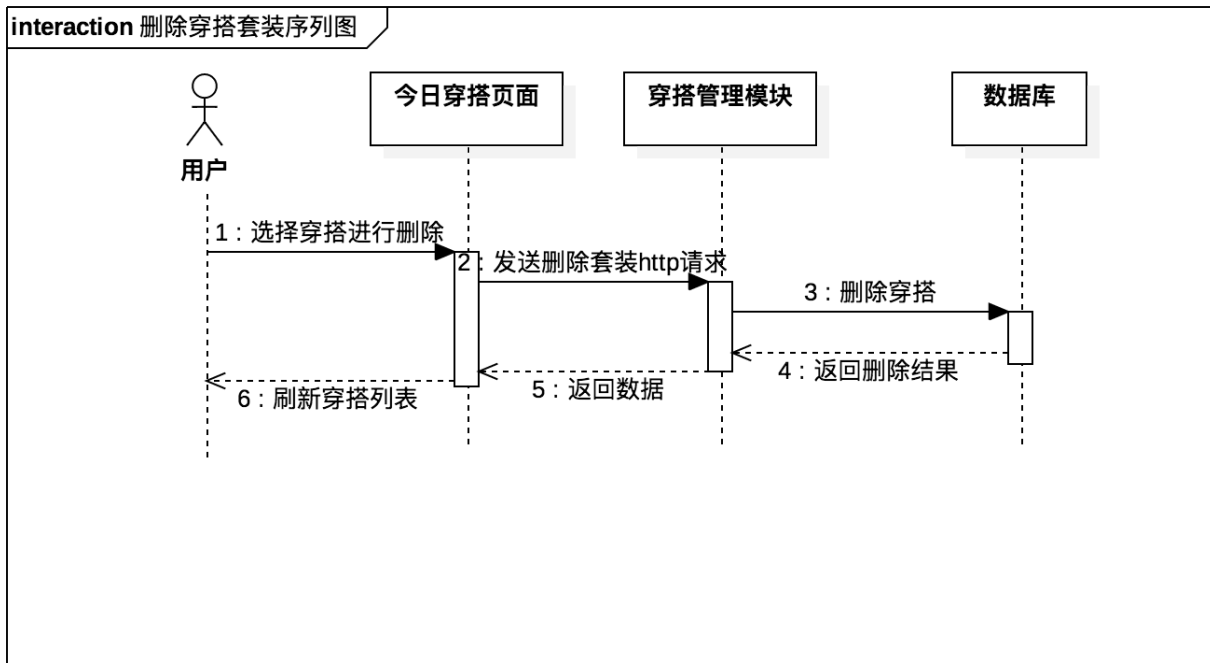 interaction 删除穿搭套装序列图
今日穿搭页面
穿搭管理模块
数据库
用户
1 : 选择穿搭进行删除
2 : 发送删除套装http请求
3 : 删除穿搭
4 : 返回删除结果
5 : 返回数据
6 : 刷新穿搭列表